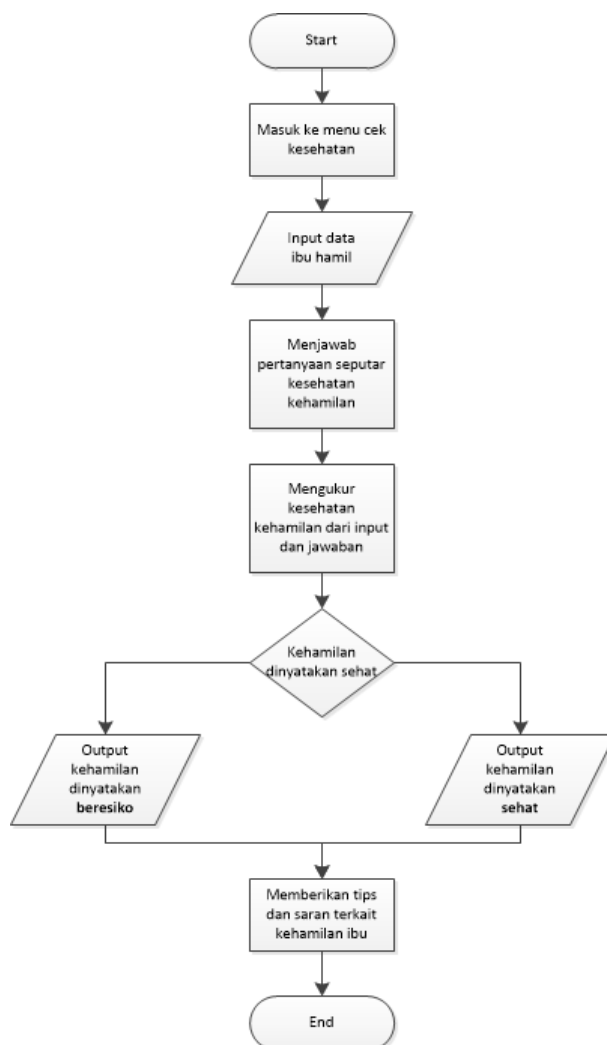 Start
Masuk ke menu cek
kesehatan
Input data
ibu hamil
Menjawab
pertanyaan seputar
kesehatan
kehamilan
Mengukur
kesehatan
kehamilan dari input
dan jawaban
Kehamilan
dinyatakan sehat
Output
kehamilan
dinyatakan
beresiko
Output
kehamilan
dinyatakan
sehat
Memberikan tips
dan saran terkait
kehamilan ibu
End